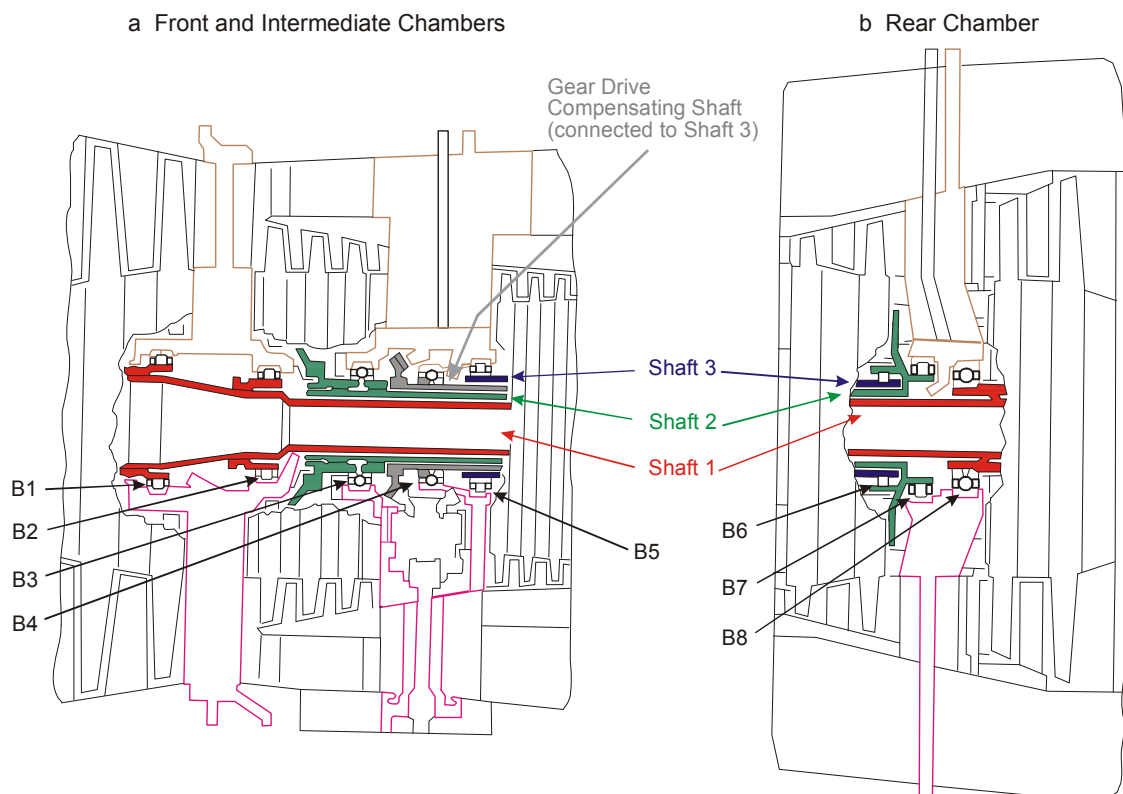 a Front and Intermediate Chambers
b Rear Chamber
Gear Drive
Compensating Shaft
(connected to Shaft 3)
Shaft 3
Shaft 2
Shaft 1
B1
B2
B3
B4
B5
B6
B7
B8